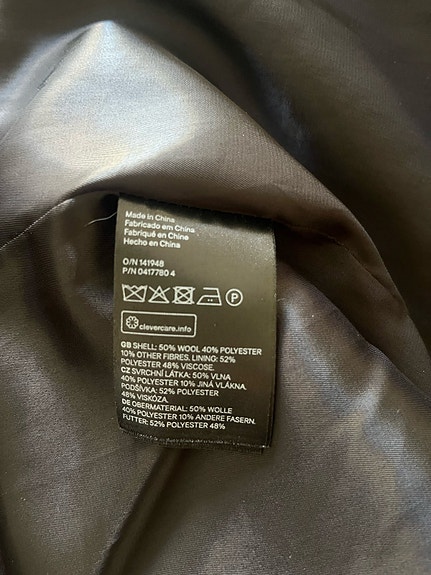 Made in China
Fabricado em China
Fabriqué en Chine
Hecho en China
O/N 141948
P/N 0417780 4
P
clevercare.info
GB SHELL: 50% WOOL 40% POLYESTER
10% OTHER FIBRES. LINING: 52%
POLYESTER 48% VISCOSE.
CZ SVRCHNÍ LÁTKA: 50% VLNA
40% POLYESTER 10% JINÁ VLÁKNA.
PODŠÍVKA: 52% POLYESTER
48% VISKÓZA.
DE OBERMATERIAL: 50% WOLLE
40% POLYESTER 10% ANDERE FASERN.
FUTTER: 52% POLYESTER 48%